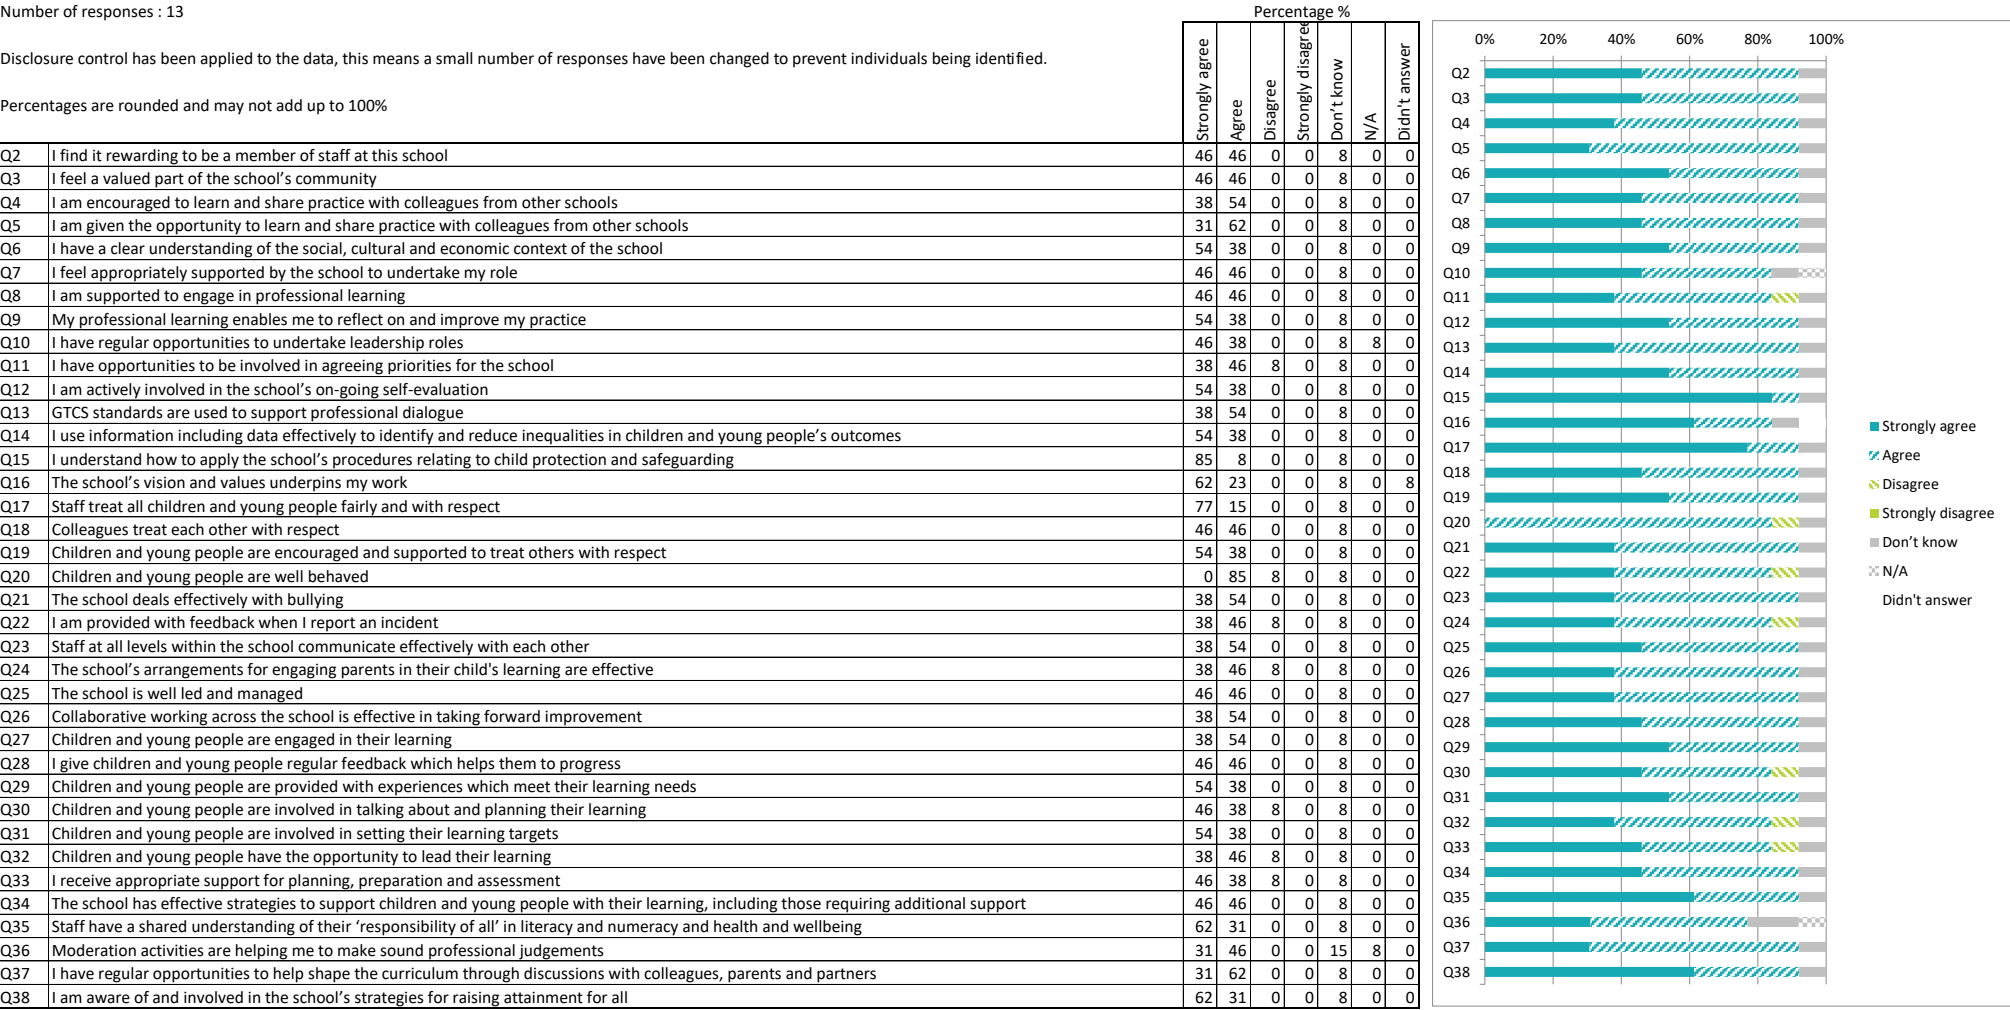 Number of responses : 13
Percentage %
Disclosure control has been applied to the data, this means a small number of responses have been changed to prevent individuals being identified.
Percentages are rounded and may not add up to 100%
Strongly agree
Agree
Disagree
Strongly disagree
Don't know
N/A
Didn't answer
Q2 I find it rewarding to be a member of staff at this school 46 46 0 0 8 0 0
Q3 I feel a valued part of the school’s community 46 46 0 0 8 0 0
Q4 I am encouraged to learn and share practice with colleagues from other schools 38 54 0 0 8 0 0
Q5 I am given the opportunity to learn and share practice with colleagues from other schools 31 62 0 0 8 0 0
Q6 I have a clear understanding of the social, cultural and economic context of the school 54 38 0 0 8 0 0
Q7 I feel appropriately supported by the school to undertake my role 46 46 0 0 8 0 0
Q8 I am supported to engage in professional learning 46 46 0 0 8 0 0
Q9 My professional learning enables me to reflect on and improve my practice 54 38 0 0 8 0 0
Q10 I have regular opportunities to undertake leadership roles 46 38 0 0 8 8 0
Q11 I have opportunities to be involved in agreeing priorities for the school 38 46 8 0 8 0 0
Q12 I am actively involved in the school’s on-going self-evaluation 54 38 0 0 8 0 0
Q13 GTCS standards are used to support professional dialogue 38 54 0 0 8 0 0
Q14 I use information including data effectively to identify and reduce inequalities in children and young people’s outcomes 54 38 0 0 8 0 0
Q15 I understand how to apply the school’s procedures relating to child protection and safeguarding 85 8 0 0 8 0 0
Q16 The school’s vision and values underpins my work 62 23 0 0 8 0 8
Q17 Staff treat all children and young people fairly and with respect 77 15 0 0 8 0 0
Q18 Colleagues treat each other with respect 46 46 0 0 8 0 0
Q19 Children and young people are encouraged and supported to treat others with respect 54 38 0 0 8 0 0
Q20 Children and young people are well behaved 0 85 8 0 8 0 0
Q21 The school deals effectively with bullying 38 54 0 0 8 0 0
Q22 I am provided with feedback when I report an incident 38 46 8 0 8 0 0
Q23 Staff at all levels within the school communicate effectively with each other 38 54 0 0 8 0 0
Q24 The school’s arrangements for engaging parents in their child's learning are effective 38 46 8 0 8 0 0
Q25 The school is well led and managed 46 46 0 0 8 0 0
Q26 Collaborative working across the school is effective in taking forward improvement 38 54 0 0 8 0 0
Q27 Children and young people are engaged in their learning 38 54 0 0 8 0 0
Q28 I give children and young people regular feedback which helps them to progress 46 46 0 0 8 0 0
Q29 Children and young people are provided with experiences which meet their learning needs 54 38 0 0 8 0 0
Q30 Children and young people are involved in talking about and planning their learning 46 38 8 0 8 0 0
Q31 Children and young people are involved in setting their learning targets 54 38 0 0 8 0 0
Q32 Children and young people have the opportunity to lead their learning 38 46 8 0 8 0 0
Q33 I receive appropriate support for planning, preparation and assessment 46 38 8 0 8 0 0
Q34 The school has effective strategies to support children and young people with their learning, including those requiring additional support 46 46 0 0 8 0 0
Q35 Staff have a shared understanding of their ‘responsibility of all’ in literacy and numeracy and health and wellbeing 62 31 0 0 8 0 0
Q36 Moderation activities are helping me to make sound professional judgements 31 46 0 0 15 8 0
Q37 I have regular opportunities to help shape the curriculum through discussions with colleagues, parents and partners 31 62 0 0 8 0 0
Q38 I am aware of and involved in the school’s strategies for raising attainment for all 62 31 0 0 8 0 0
0% 20% 40% 60% 80% 100%
Q2
Q3
Q4
Q5
Q6
Q7
Q8
Q9
Q10
Q11
Q12
Q13
Q14
Q15
Q16
Q17
Q18
Q19
Q20
Q21
Q22
Q23
Q24
Q25
Q26
Q27
Q28
Q29
Q30
Q31
Q32
Q33
Q34
Q35
Q36
Q37
Q38
Strongly agree
Agree
Disagree
Strongly disagree
Don’t know
N/A
Didn't answer